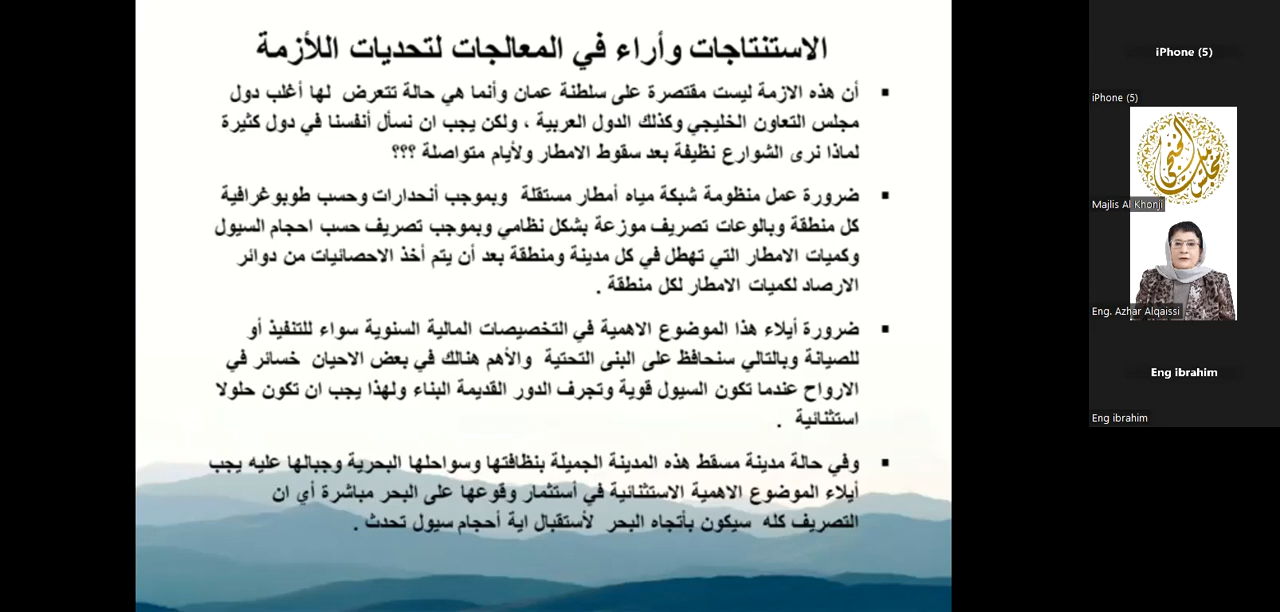 الاستنتاجات وأراء في المعالجات لتحديات اللأزمة
▪ أن هذه الازمة ليست مقتصرة على سلطنة عمان وأنما هي حالة تتعرض لها أغلب دول
مجلس التعاون الخليجي وكذلك الدول العربية ، ولكن يجب ان نسأل أنفسنا في دول كثيرة
لماذا نرى الشوارع نظيفة بعد سقوط الامطار ولأيام متواصلة ؟؟؟
▪ ضرورة عمل منظومة شبكة مياه أمطار مستقلة وبموجب أنحدارات وحسب طوبوغرافية
كل منطقة وبالوعات تصريف موزعة بشكل نظامي وبموجب تصريف حسب احجام السيول
وكميات الامطار التي تهطل في كل مدينة ومنطقة بعد أن يتم أخذ الاحصائيات من دوائر
الارصاد لكميات الامطار لكل منطقة .
▪ ضرورة أيلاء هذا الموضوع الاهمية في التخصيصات المالية السنوية سواء للتنفيذ أو
للصيانة وبالتالي سنحافظ على البنى التحتية والأهم هنالك في بعض الاحيان خسائر في
الارواح عندما تكون السيول قوية وتجرف الدور القديمة البناء ولهذا يجب ان تكون حلولا
استثنائية .
▪ وفي حالة مدينة مسقط هذه المدينة الجميلة بنظافتها وسواحلها البحرية وجبالها عليه يجب
أيلاء الموضوع الاهمية الاستثنائية في أستثمار وقوعها على البحر مباشرة أي ان
التصريف كله سيكون بأتجاه البحر لأستقبال اية أحجام سيول تحدث .
iPhone (5)
iPhone (5)
مجلس الخنجي
Majlis Al Khonji
Eng. Azhar Alqaissi
Eng ibrahim
Eng ibrahim